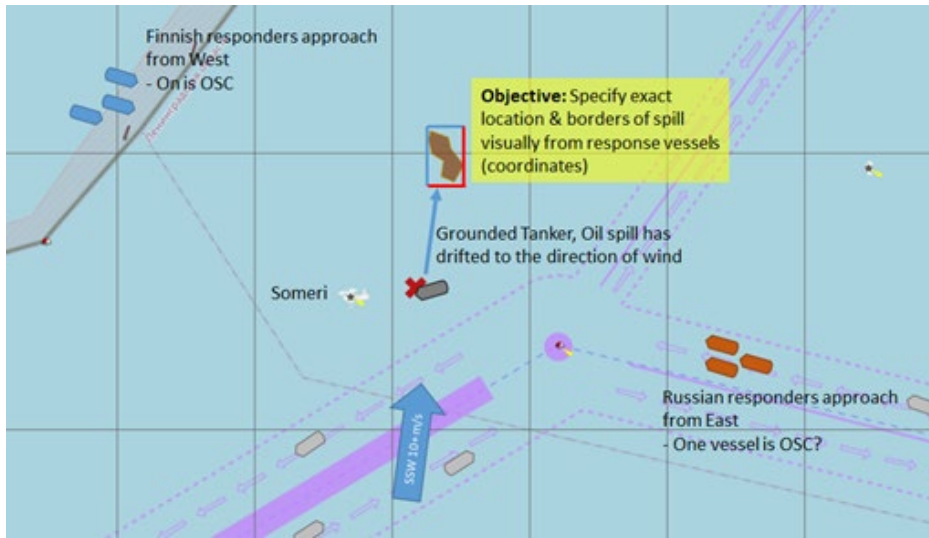 Finnish responders approach
from West
- On is OSC
Objective: Specify exact
location & borders of spill
visually from response vessels
(coordinates)
Grounded Tanker, Oil spill has
drifted to the direction of wind
Someri
Russian responders approach
from East
- One vessel is OSC?
SSW 10+m/s